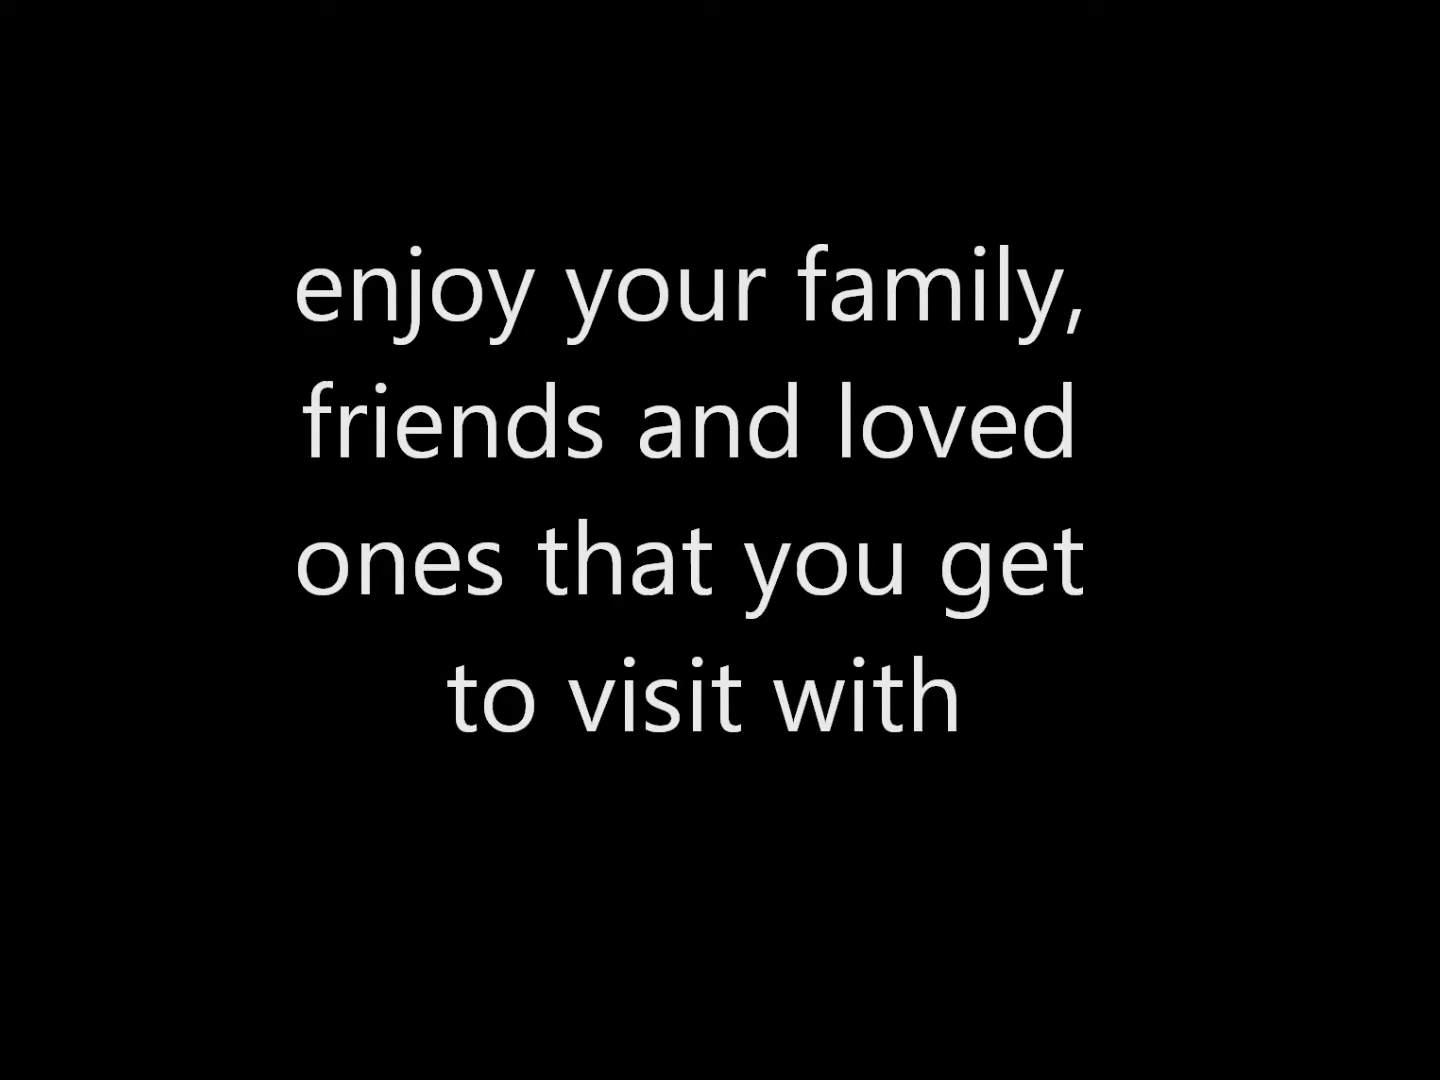 enjoy your family,
friends and loved
ones that you get
to visit with